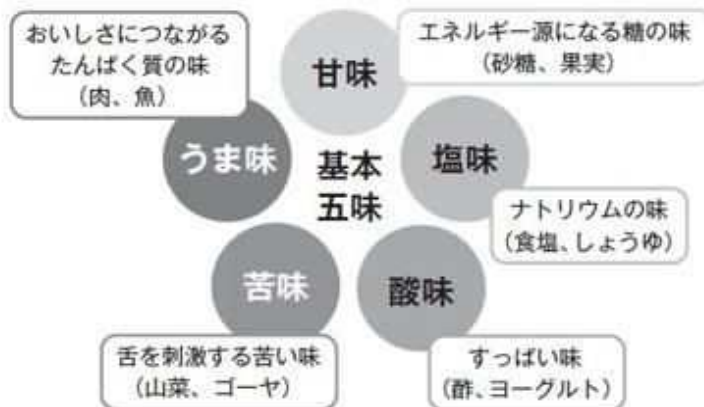 おいしさにつながる
たんぱく質の味
（肉、魚）
甘味
エネルギー源になる糖の味
（砂糖、果実）
うま味
基本
五味
塩味
ナトリウムの味
（食塩、しょうゆ）
苦味
酸味
舌を刺激する苦い味
（山菜、ゴーヤ）
すっぱい味
（酢、ヨーグルト）